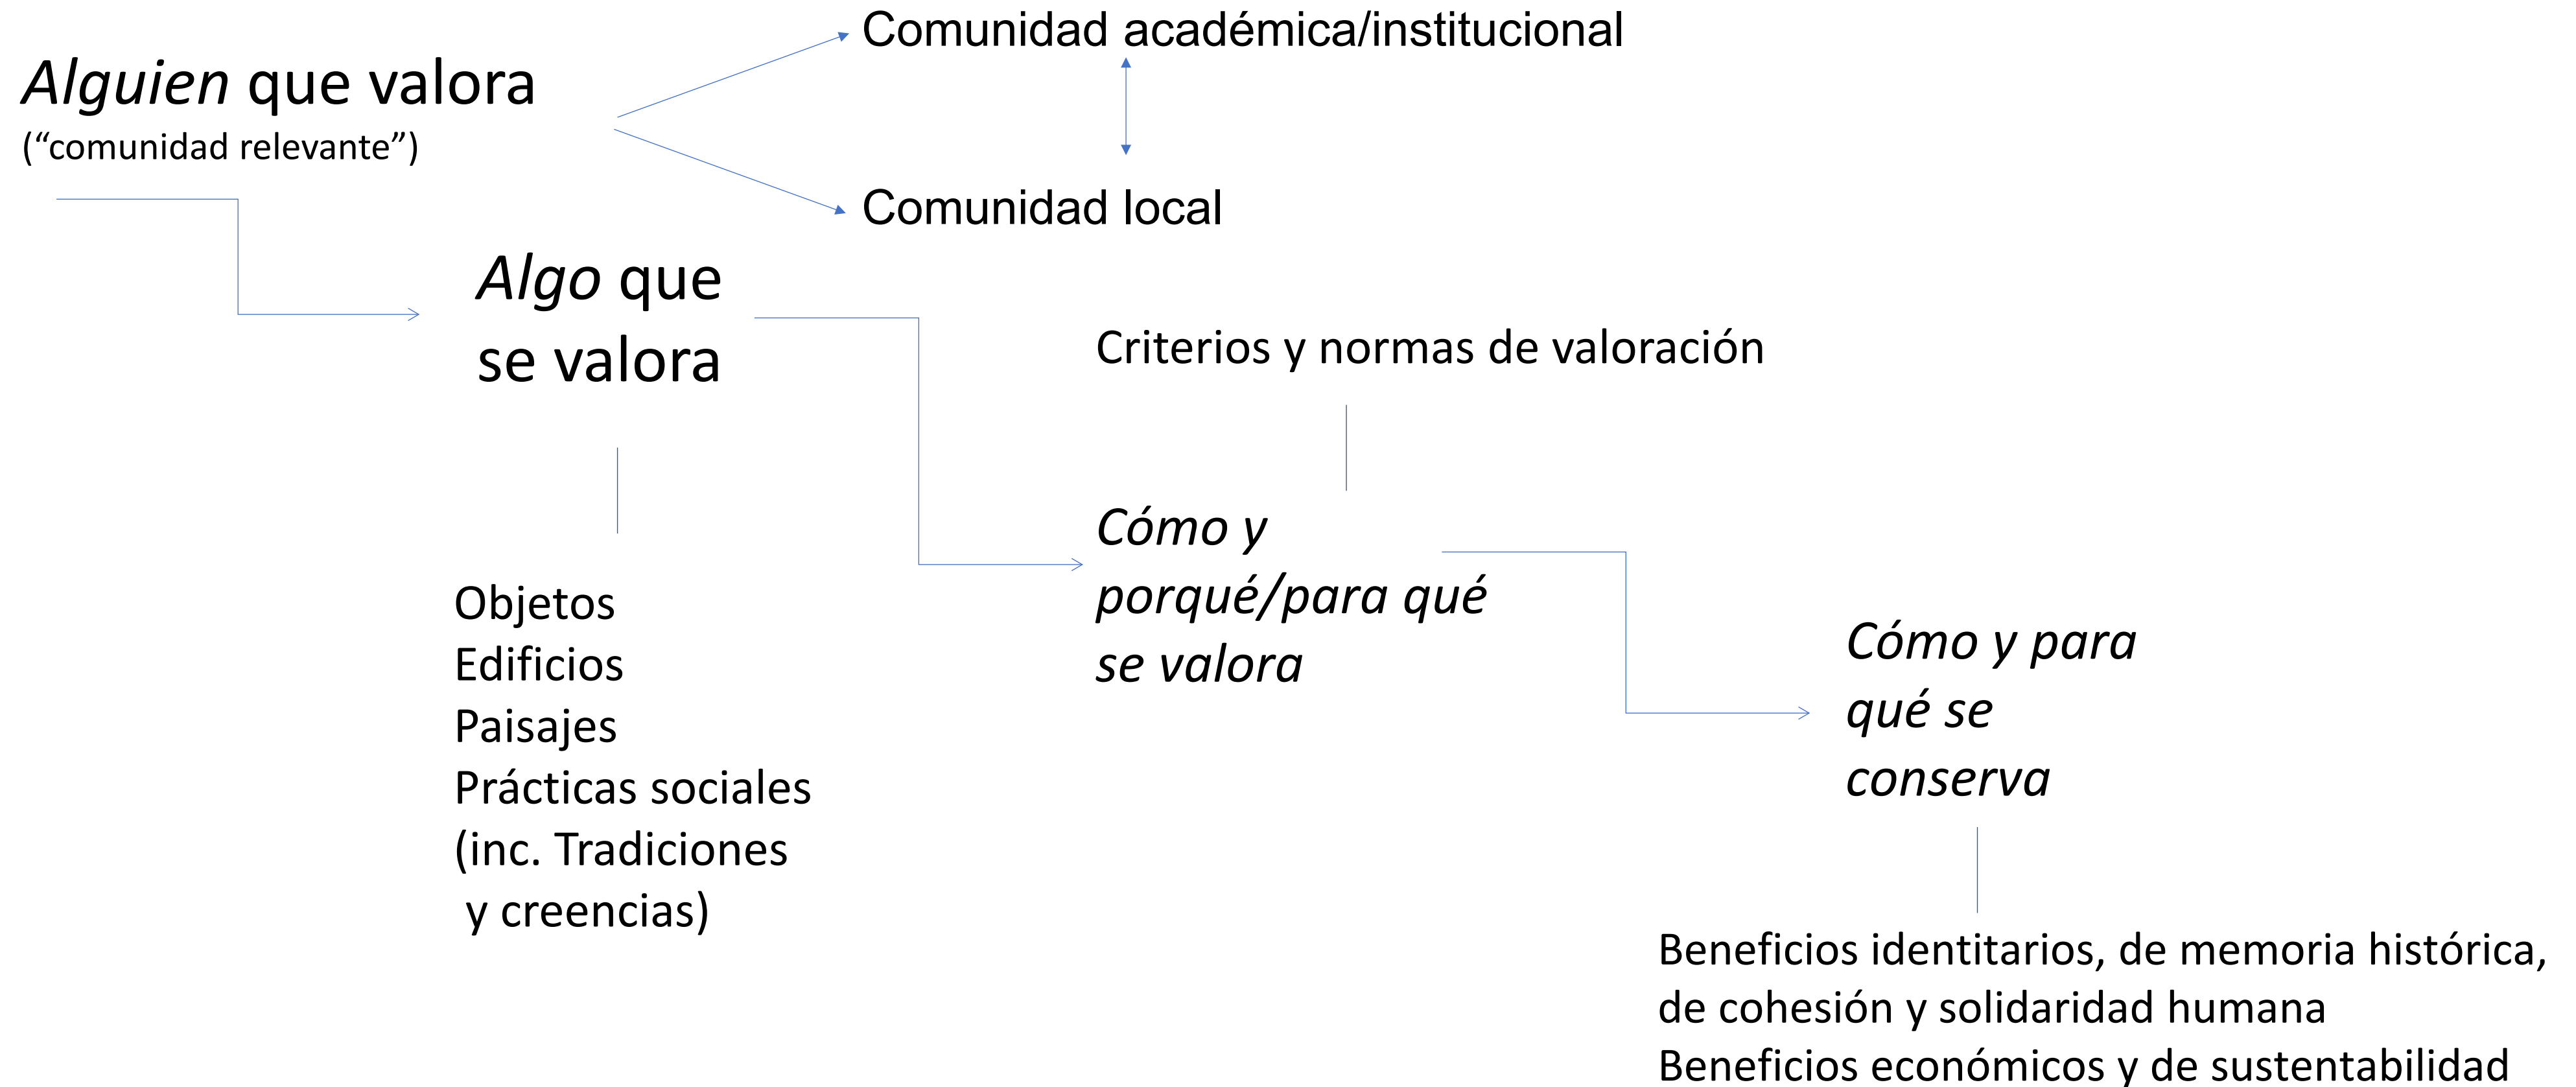 Alguien que valora
(“comunidad relevante”)
Comunidad académica/institucional
Comunidad local
Algo que
se valora
Objetos
Edificios
Paisajes
Prácticas sociales
(inc. Tradiciones
y creencias)
Criterios y normas de valoración
Cómo y
porqué/para qué
se valora
Cómo y para
qué se
conserva
Beneficios identitarios, de memoria histórica,
de cohesión y solidaridad humana
Beneficios económicos y de sustentabilidad